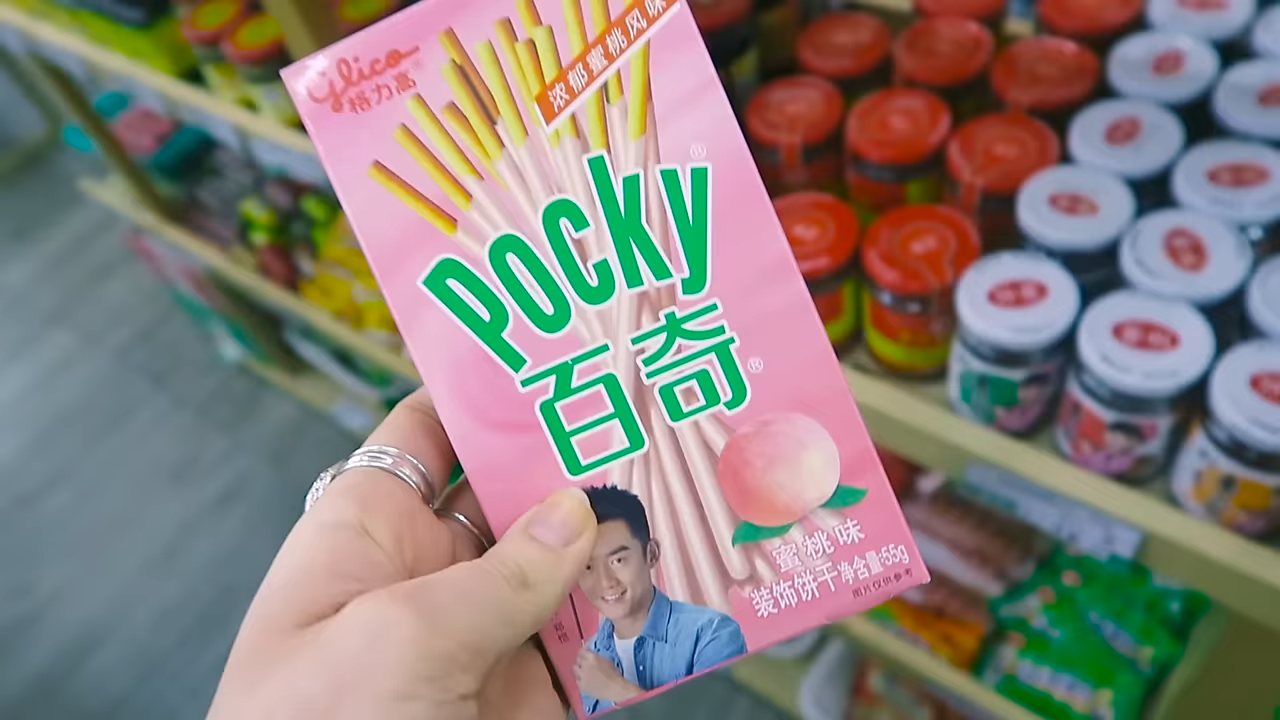 glico
格力高
浓郁蜜桃风味
Pocky®
百奇®
蜜桃味
装饰饼干 净含量:55g
图片仅供参考